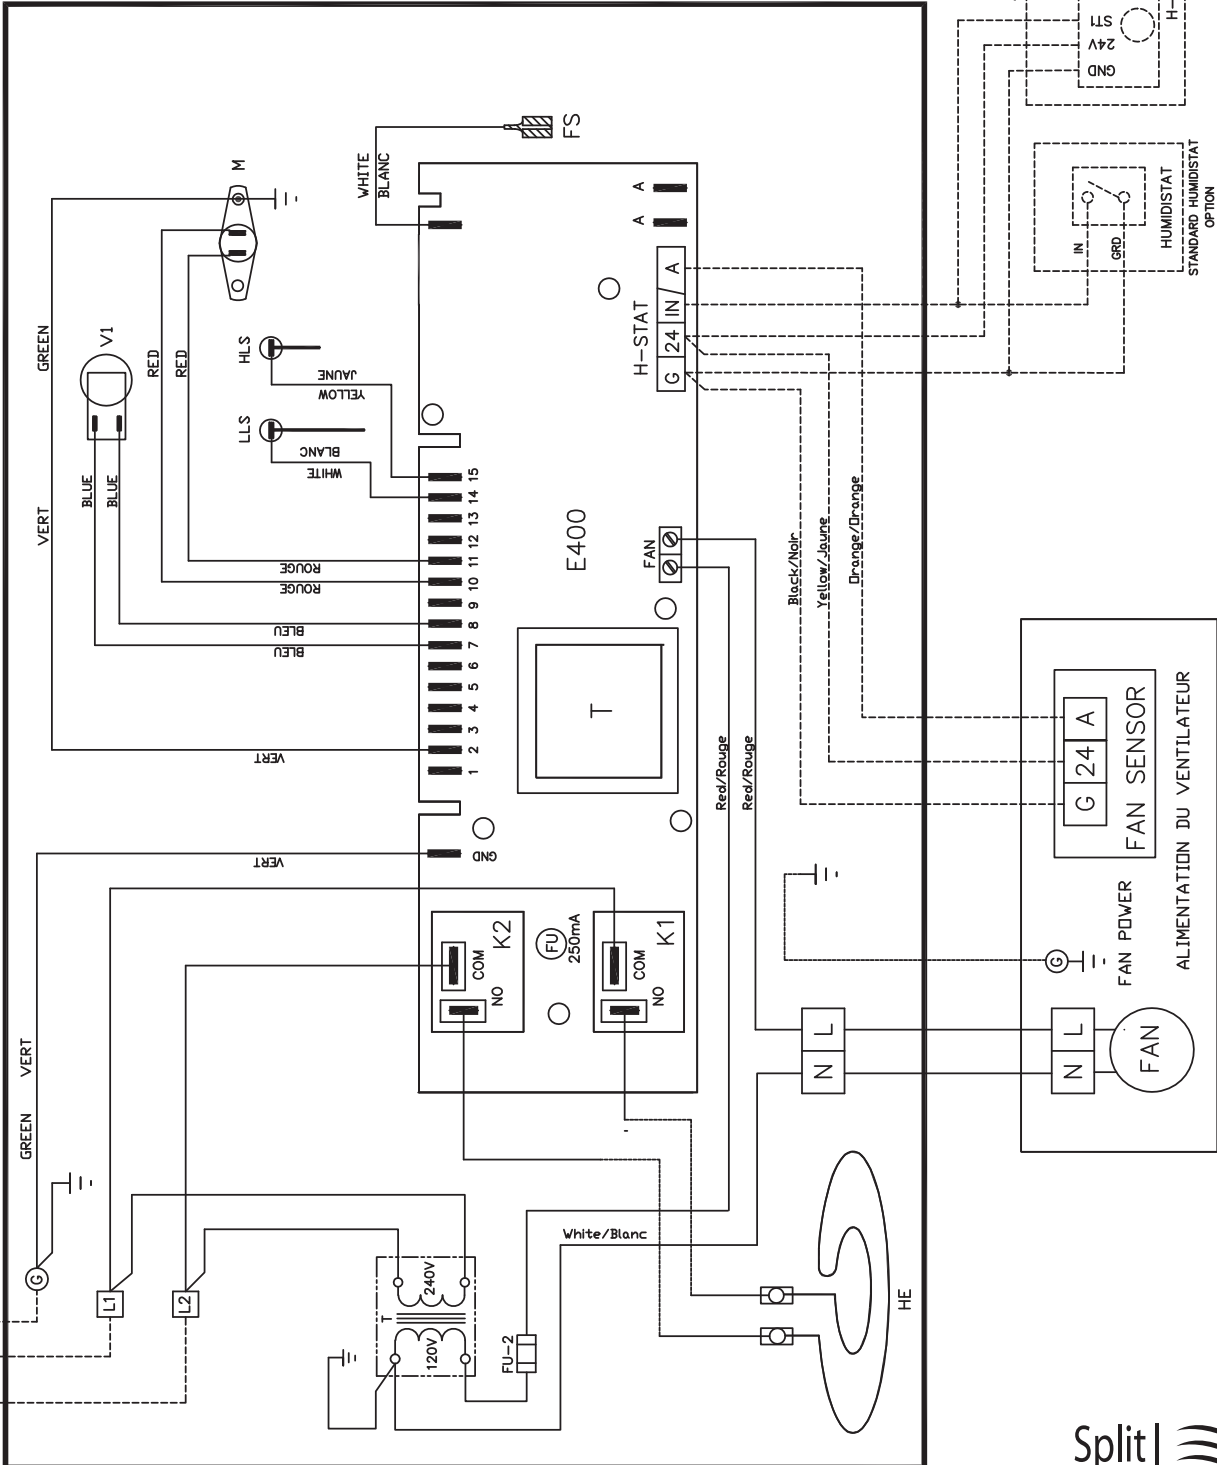 ST1
24V
GND
H-
FS
WHITE
BLANC
M
A
A
HUMIDISTAT
STANDARD HUMIDISTAT
OPTION
IN
GRD
H-STAT
A
IN
24
G
GREEN
VERT
V1
RED
RED
HLS
JAUNE
YELLOW
LLS
BLANC
WHITE
BLUE
BLUE
15
14
13
12
11
10
9
8
7
6
5
4
3
2
1
ROUGE
ROUGE
BLEU
BLEU
VERT
E400
FAN
T
Black/Noir
Yellow/Jaune
Orange/Orange
Red/Rouge
Red/Rouge
G
24
A
FAN SENSOR
FAN POWER
ALIMENTATION DU VENTILATEUR
GND
VERT
K2
COM
NO
FU
250mA
K1
COM
NO
G
L
N
L
N
FAN
GREEN
VERT
G
L1
L2
T
240V
120V
FU-2
White/Blanc
HE
Split